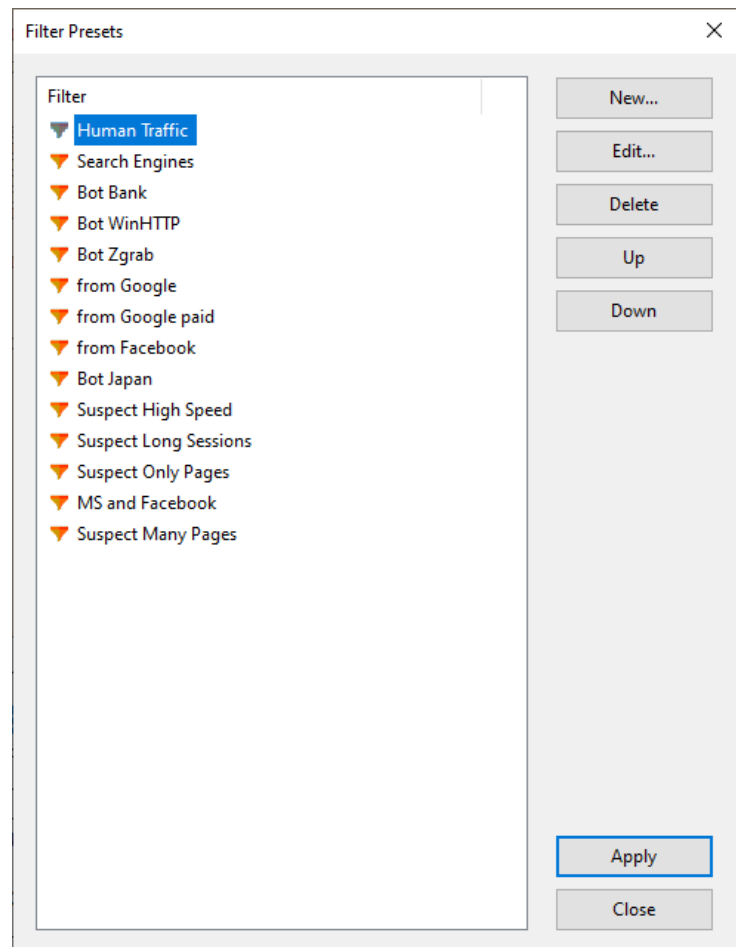 Filter Presets
Filter
Human Traffic
Search Engines
Bot Bank
Bot WinHTTP
Bot Zgrab
from Google
from Google paid
from Facebook
Bot Japan
Suspect High Speed
Suspect Long Sessions
Suspect Only Pages
MS and Facebook
Suspect Many Pages
New...
Edit...
Delete
Up
Down
Apply
Close